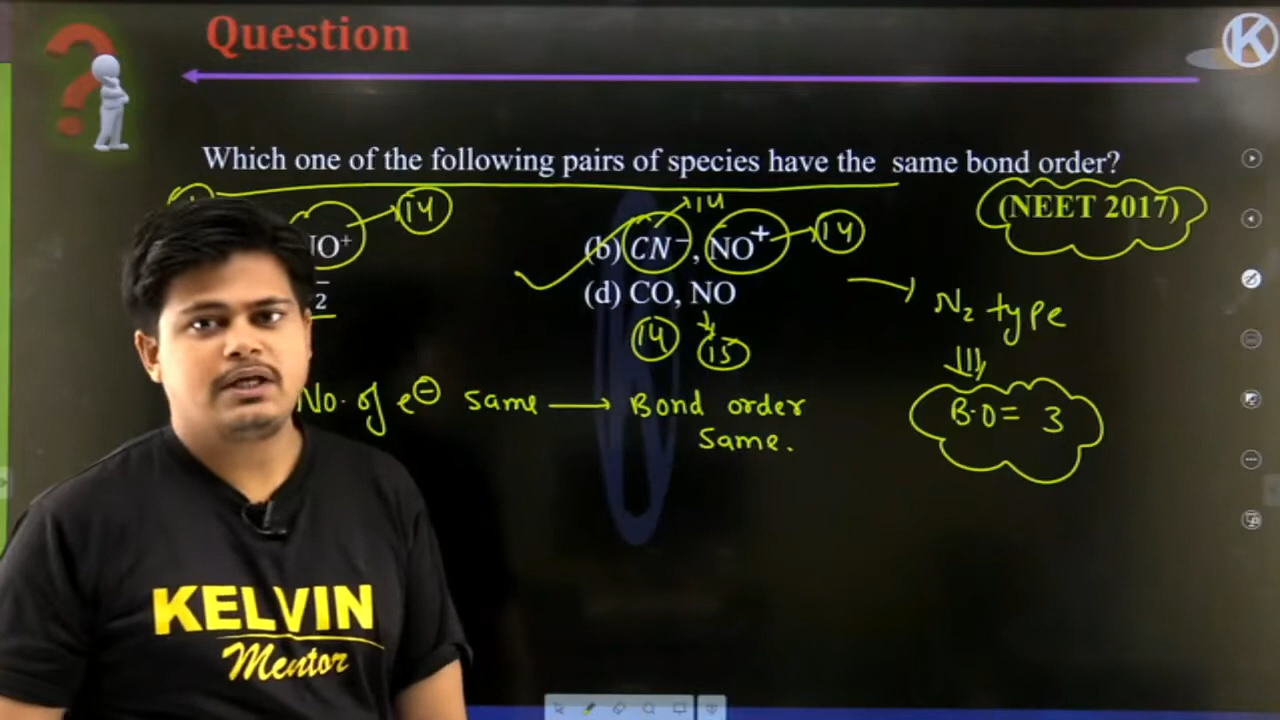 Question
K
Which one of the following pairs of species have the same bond order?
(NEET 2017)
NO⁺ → 14
(b) CN⁻, NO⁺ → 14
14
2⁻
(d) CO, NO
14 15
→ N₂ type
B.O = 3
No. of e⊖ same → Bond order same.
KELVIN
Mentor